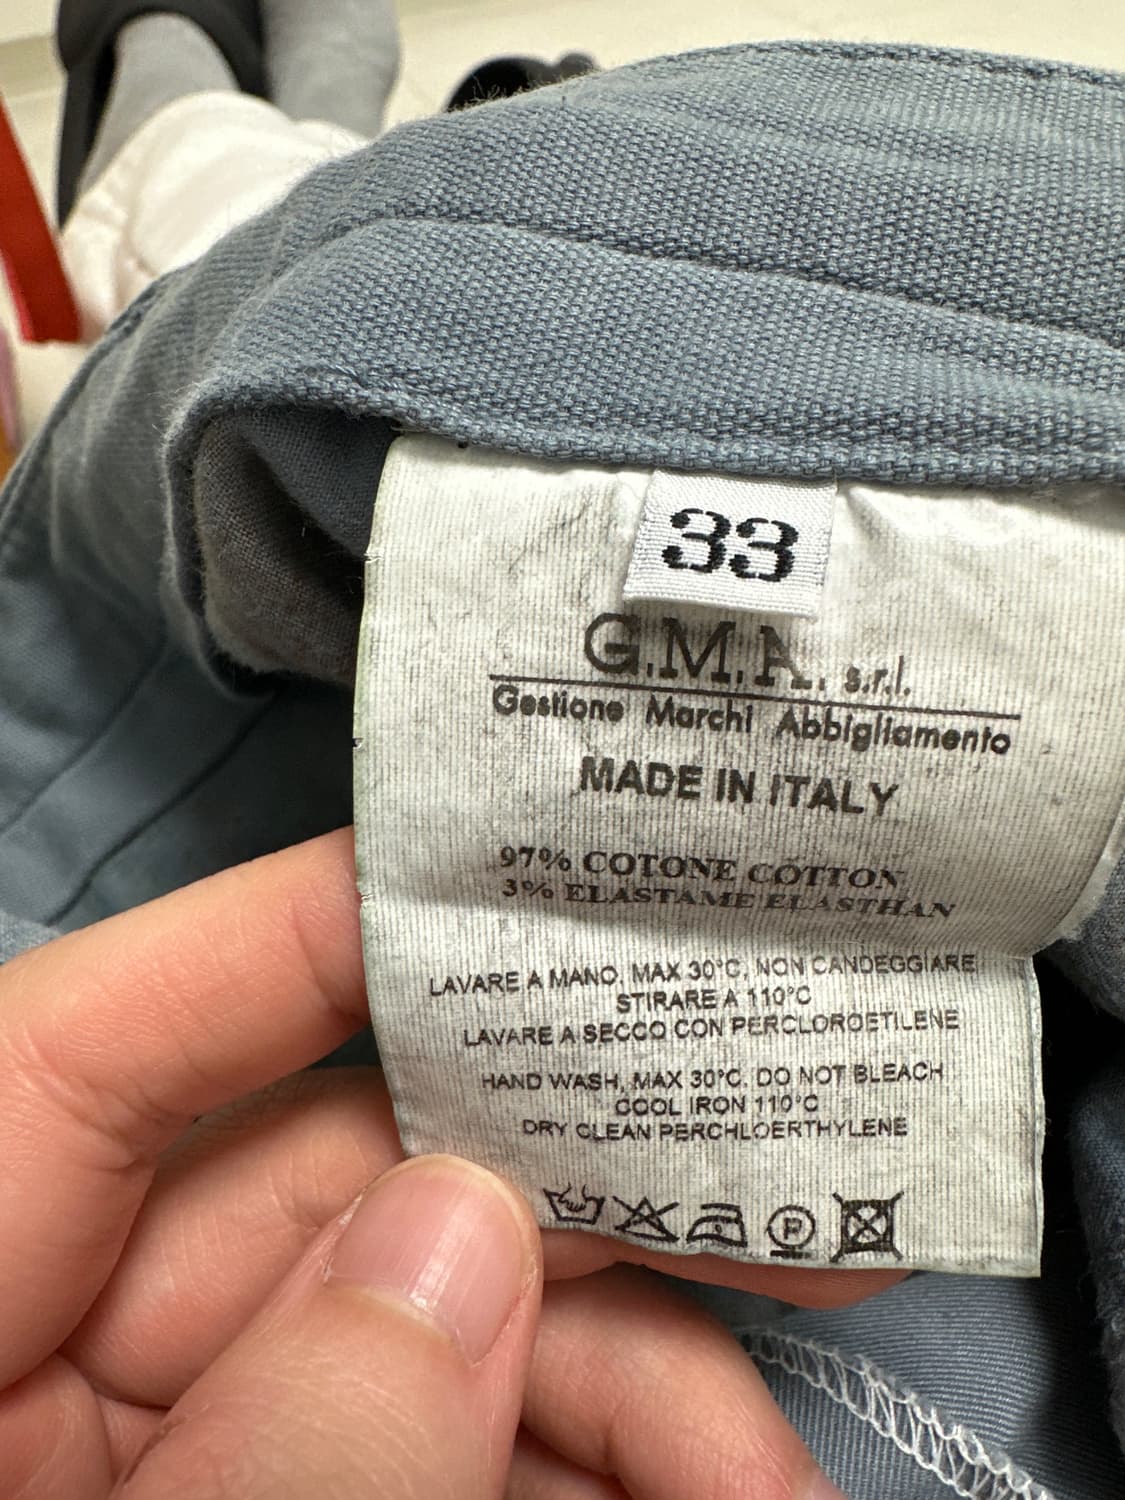 33
G.M.A. s.r.l.
Gestione Marchi Abbigliamento
MADE IN ITALY
97% COTONE COTTON
3% ELASTAME ELASTHAN
LAVARE A MANO, MAX 30°C, NON CANDEGGIARE
STIRARE A 110°C
LAVARE A SECCO CON PERCLOROETILENE
HAND WASH, MAX 30°C. DO NOT BLEACH
COOL IRON 110°C
DRY CLEAN PERCHLOERTHYLENE
P